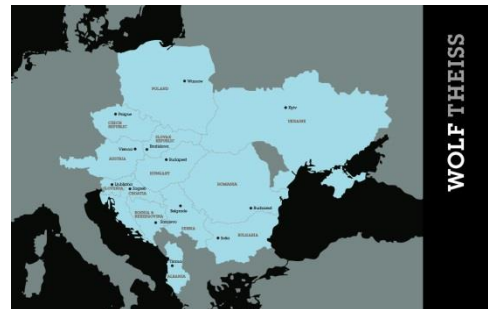 Warsaw
POLAND
Prague
CZECH
REPUBLIC
Kyiv
UKRAINE
SLOVAK
REPUBLIC
Vienna
Bratislava
AUSTRIA
Budapest
HUNGARY
Ljubljana
SLOVENIA
Zagreb
CROATIA
ROMANIA
Belgrade
Bucharest
BOSNIA &
HERZEGOVINA
Sarajevo
SERBIA
Sofia
BULGARIA
Tirana
ALBANIA
WOLF THEISS